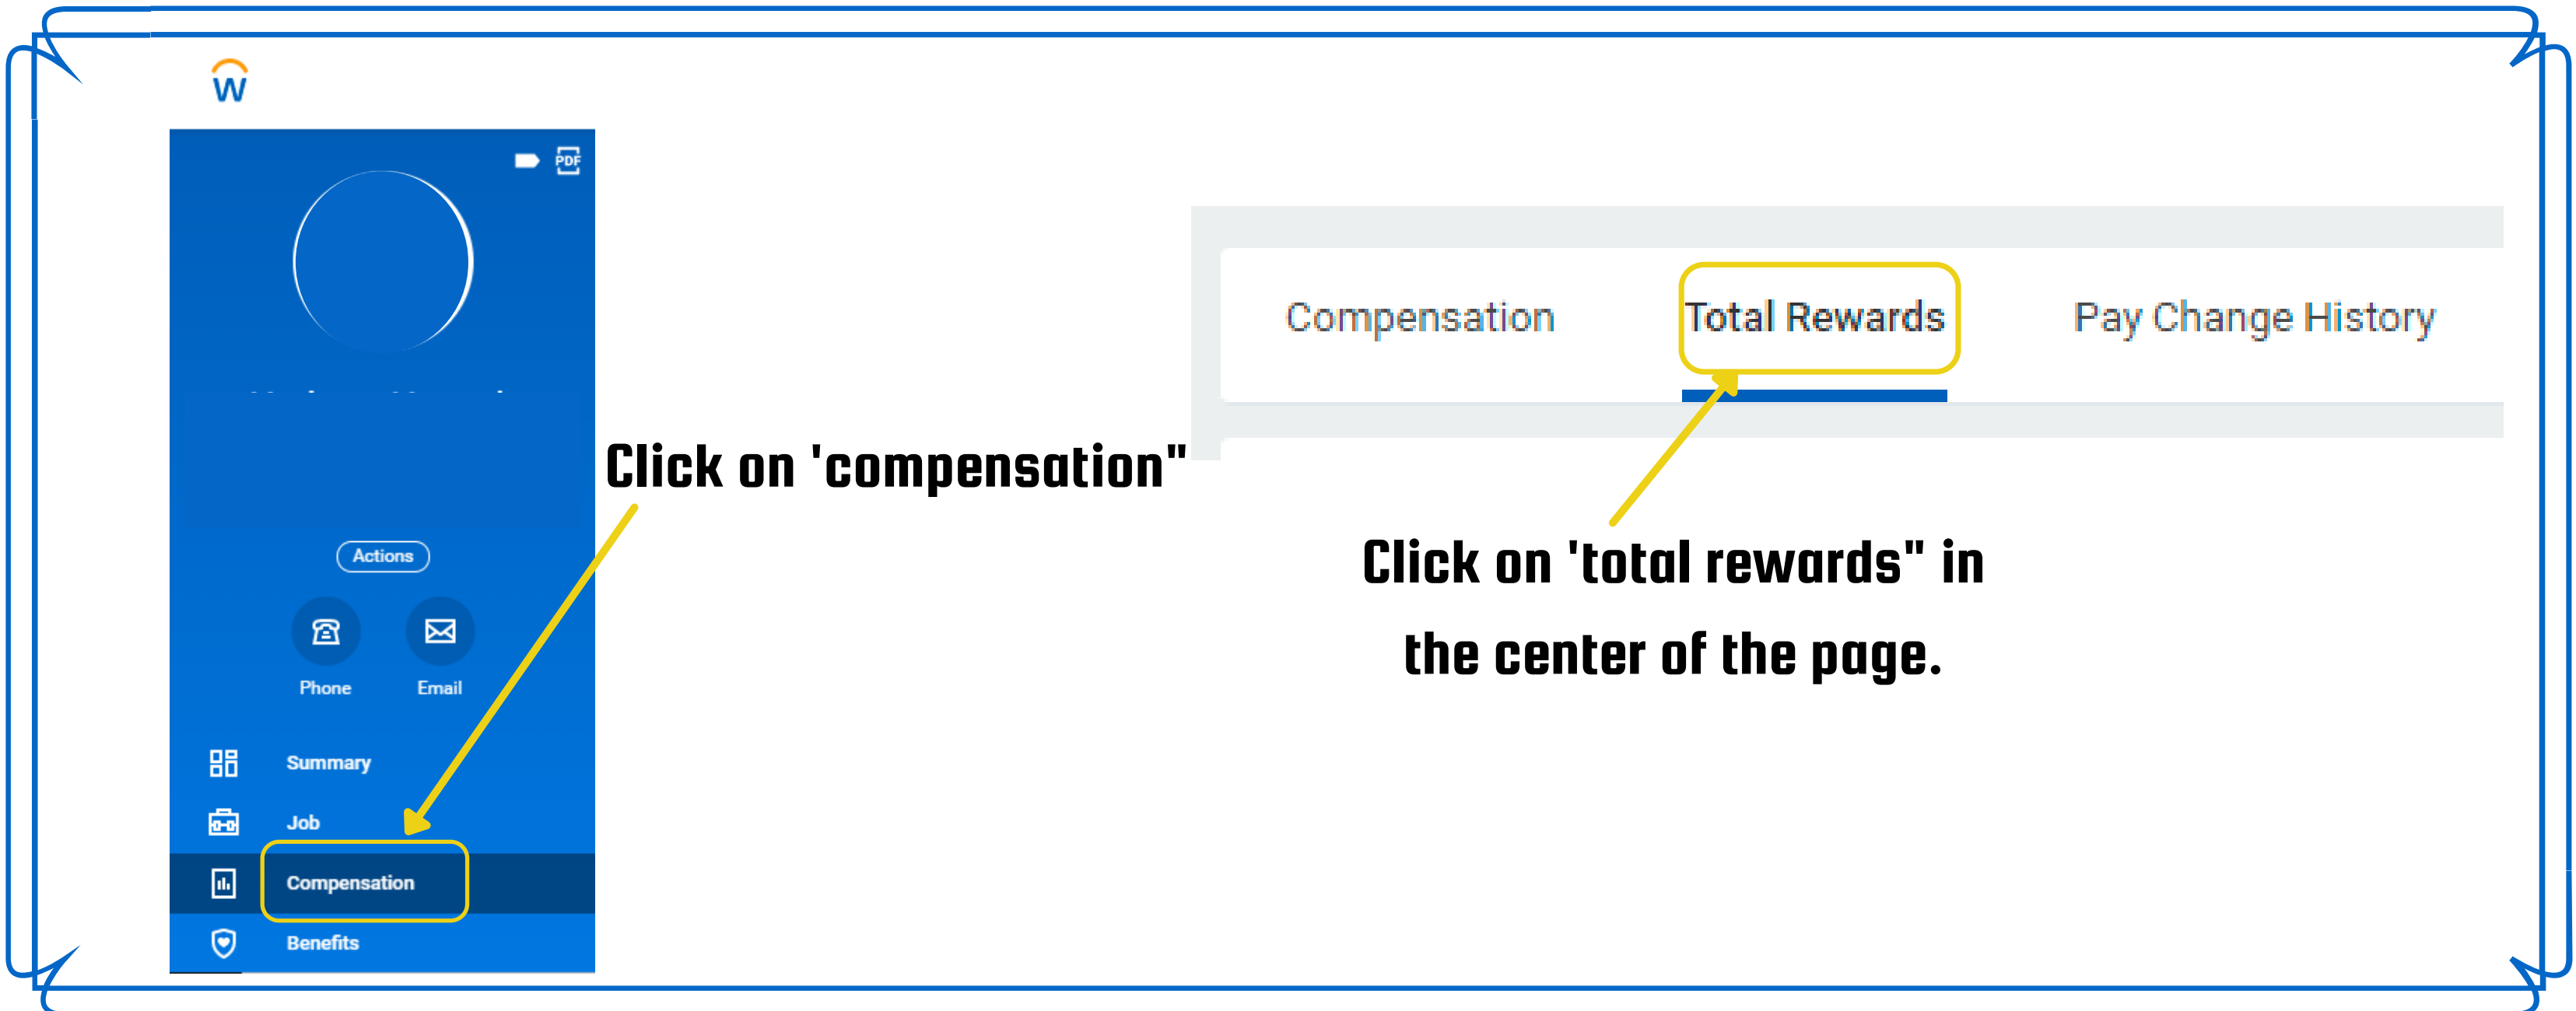 W
PDF
Actions
Phone Email
Summary
Job
Compensation
Benefits
Click on 'compensation"
Compensation Total Rewards Pay Change History
Click on 'total rewards" in
the center of the page.